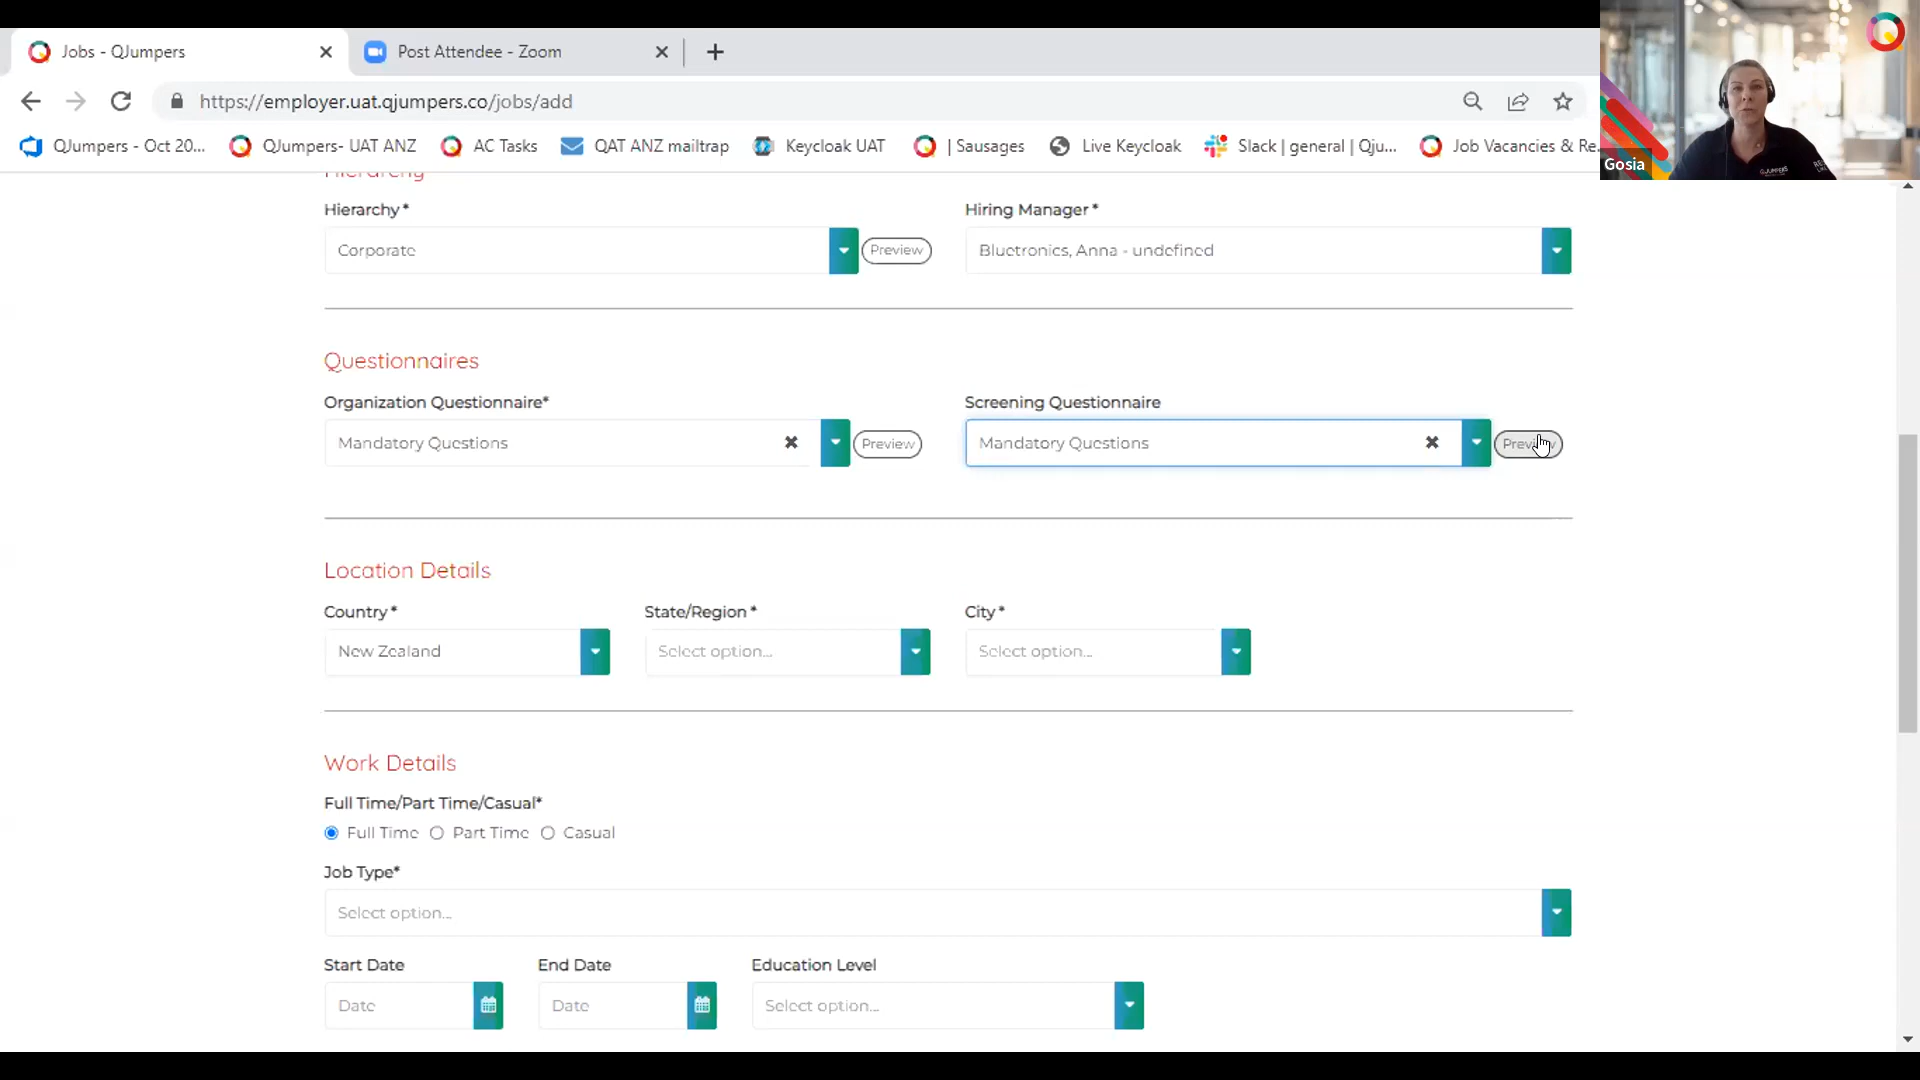 Jobs - QJumpers
Post Attendee - Zoom
https://employer.uat.qjumpers.co/jobs/add
QJumpers - Oct 20...
QJumpers- UAT ANZ
AC Tasks
QAT ANZ mailtrap
Keycloak UAT
| Sausages
Live Keycloak
Slack | general | Qju...
Job Vacancies & Re
Gosia
QJUMPERS
Hierarchy
Hierarchy *
Hiring Manager *
Corporate
Preview
Bluetronics, Anna - undefined
Questionnaires
Organization Questionnaire*
Screening Questionnaire
Mandatory Questions
Preview
Mandatory Questions
Preview
Location Details
Country *
State/Region *
City *
New Zealand
Select option...
Select option...
Work Details
Full Time/Part Time/Casual*
Full Time
Part Time
Casual
Job Type*
Select option...
Start Date
End Date
Education Level
Date
Date
Select option...